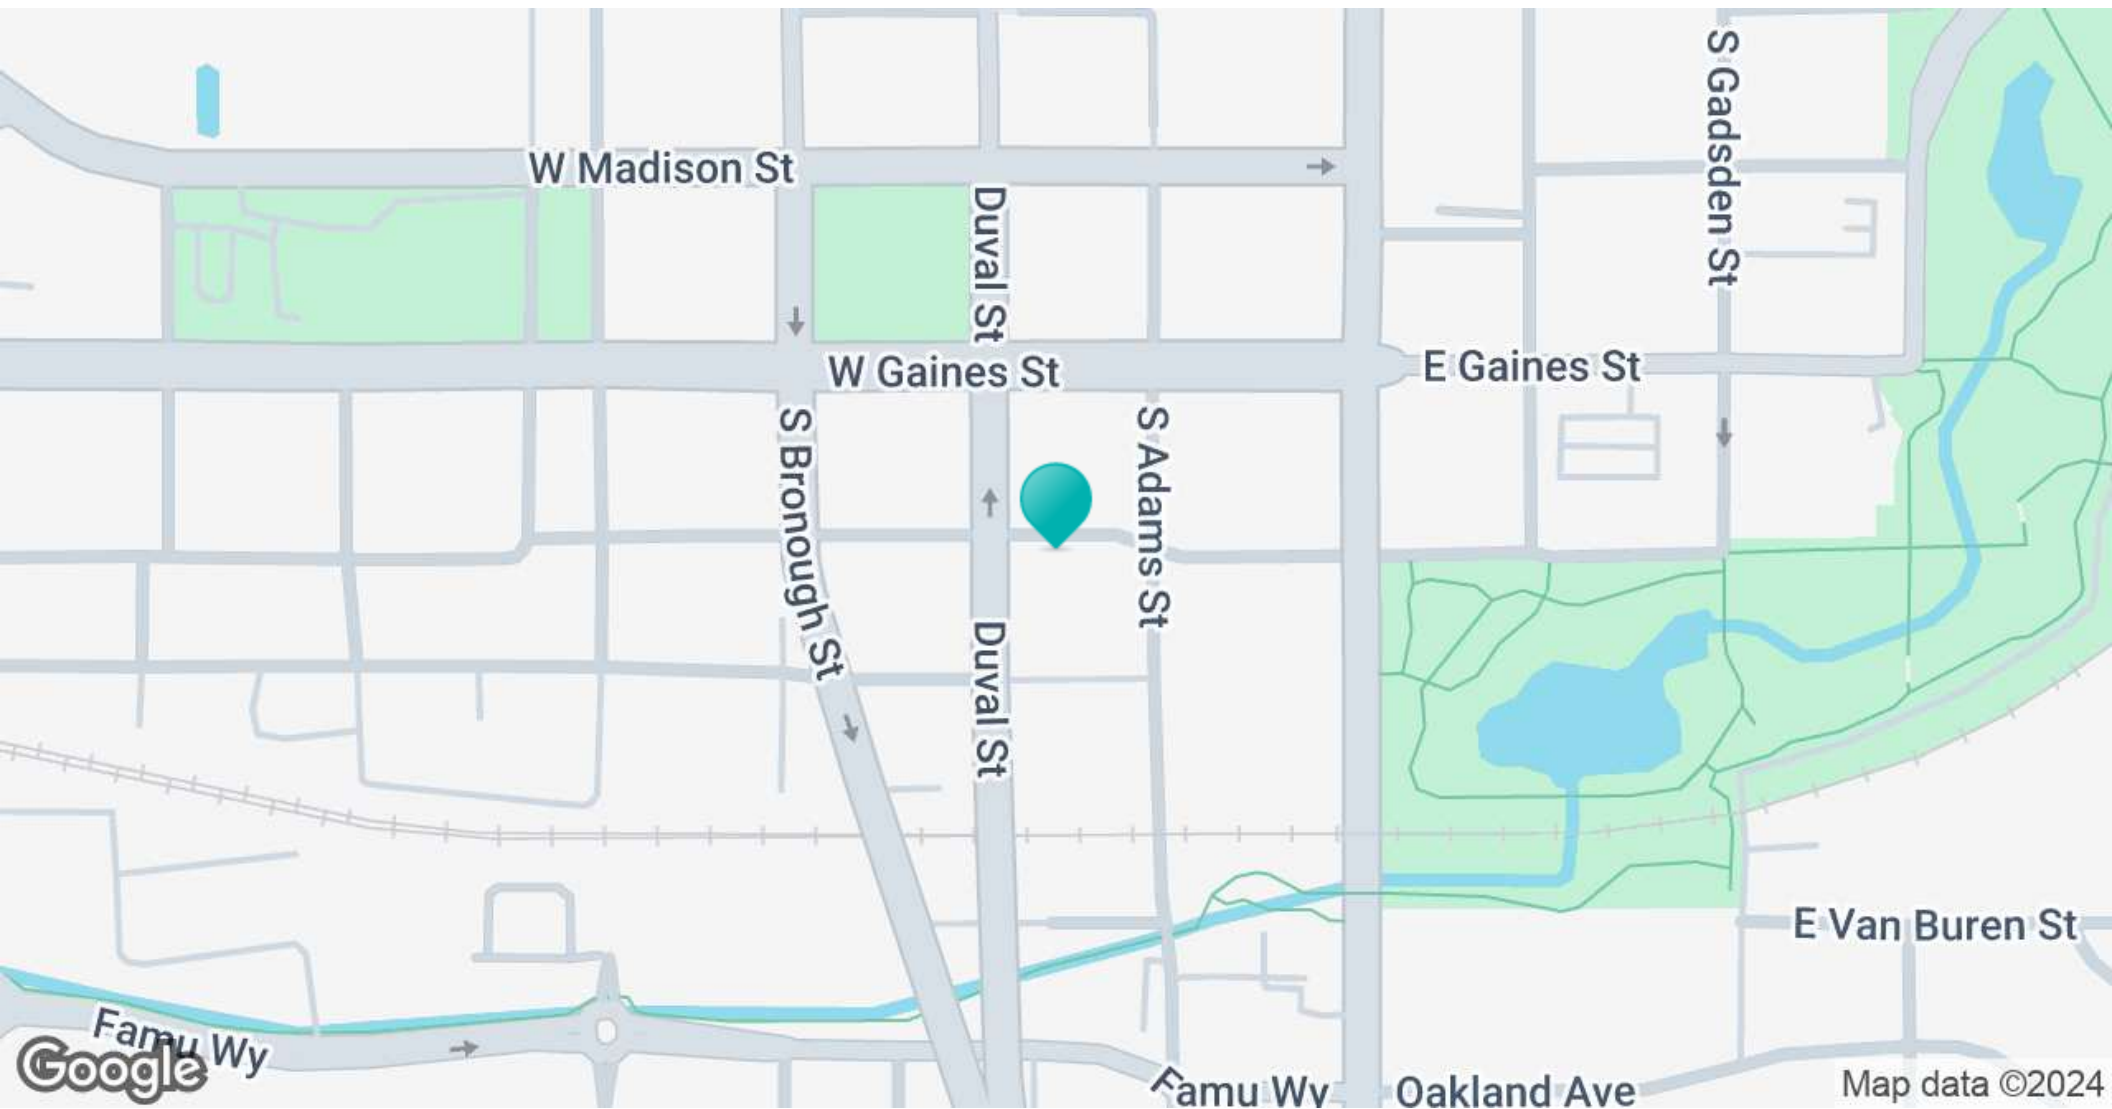 S Gadsden St
W Madison St
Duval St
W Gaines St
E Gaines St
S Bronough St
S Adams St
Duval St
E Van Buren St
Famu Wy
Google
Famu Wy
Oakland Ave
Map data ©2024